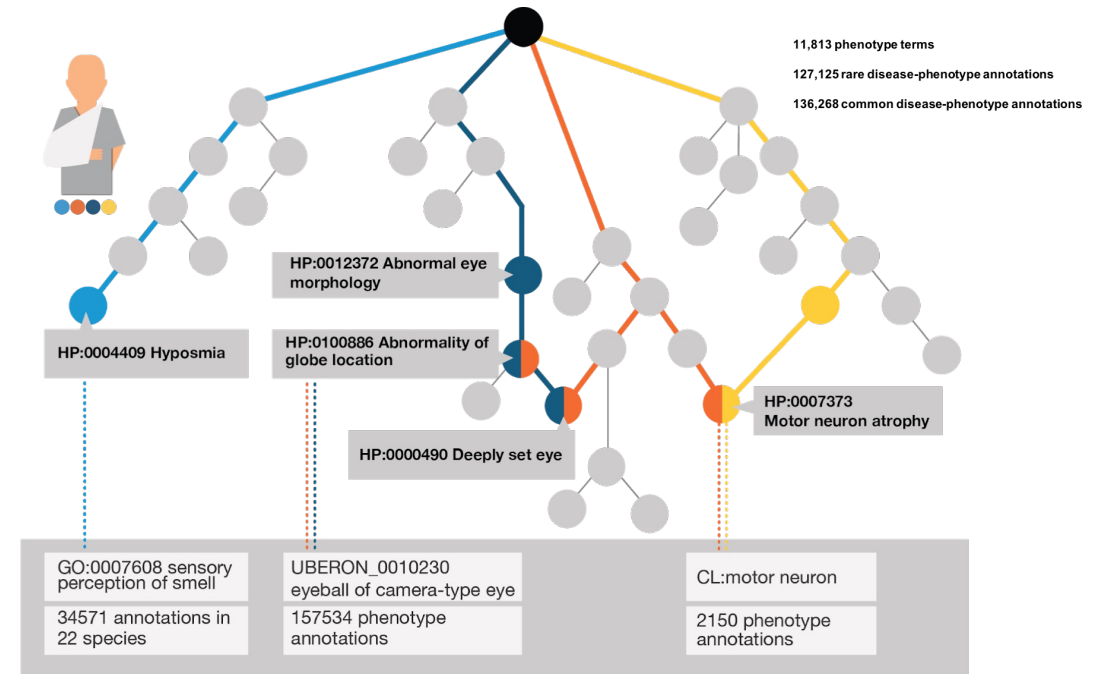 11,813 phenotype terms
127,125 rare disease-phenotype annotations
136,268 common disease-phenotype annotations
HP:0012372 Abnormal eye
morphology
HP:0100886 Abnormality of
globe location
HP:0004409 Hyposmia
HP:0007373
Motor neuron atrophy
HP:0000490 Deeply set eye
GO:0007608 sensory
perception of smell
34571 annotations in
22 species
UBERON_0010230
eyeball of camera-type eye
157534 phenotype
annotations
CL:motor neuron
2150 phenotype
annotations